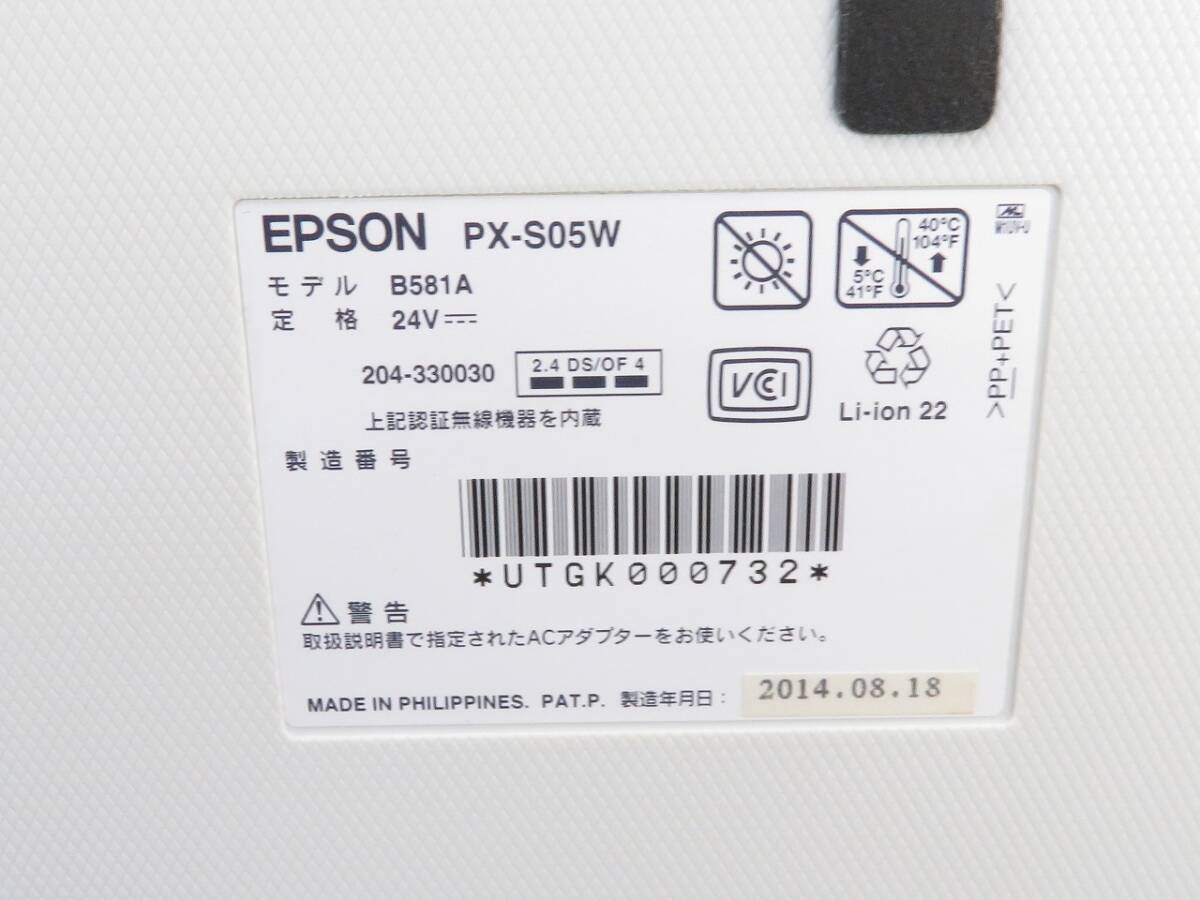 EPSON PX-S05W
モデル B581A
定格 24V
204-330030 2.4 DS/OF 4
上記認証無線機器を内蔵
製造番号
*UTGK000732*
警告
取扱説明書で指定されたACアダプターをお使いください。
MADE IN PHILIPPINES. PAT.P. 製造年月日: 2014.08.18
40°C
104°F
5°C
41°F
VCCI
Li-ion 22
>PP+PET<